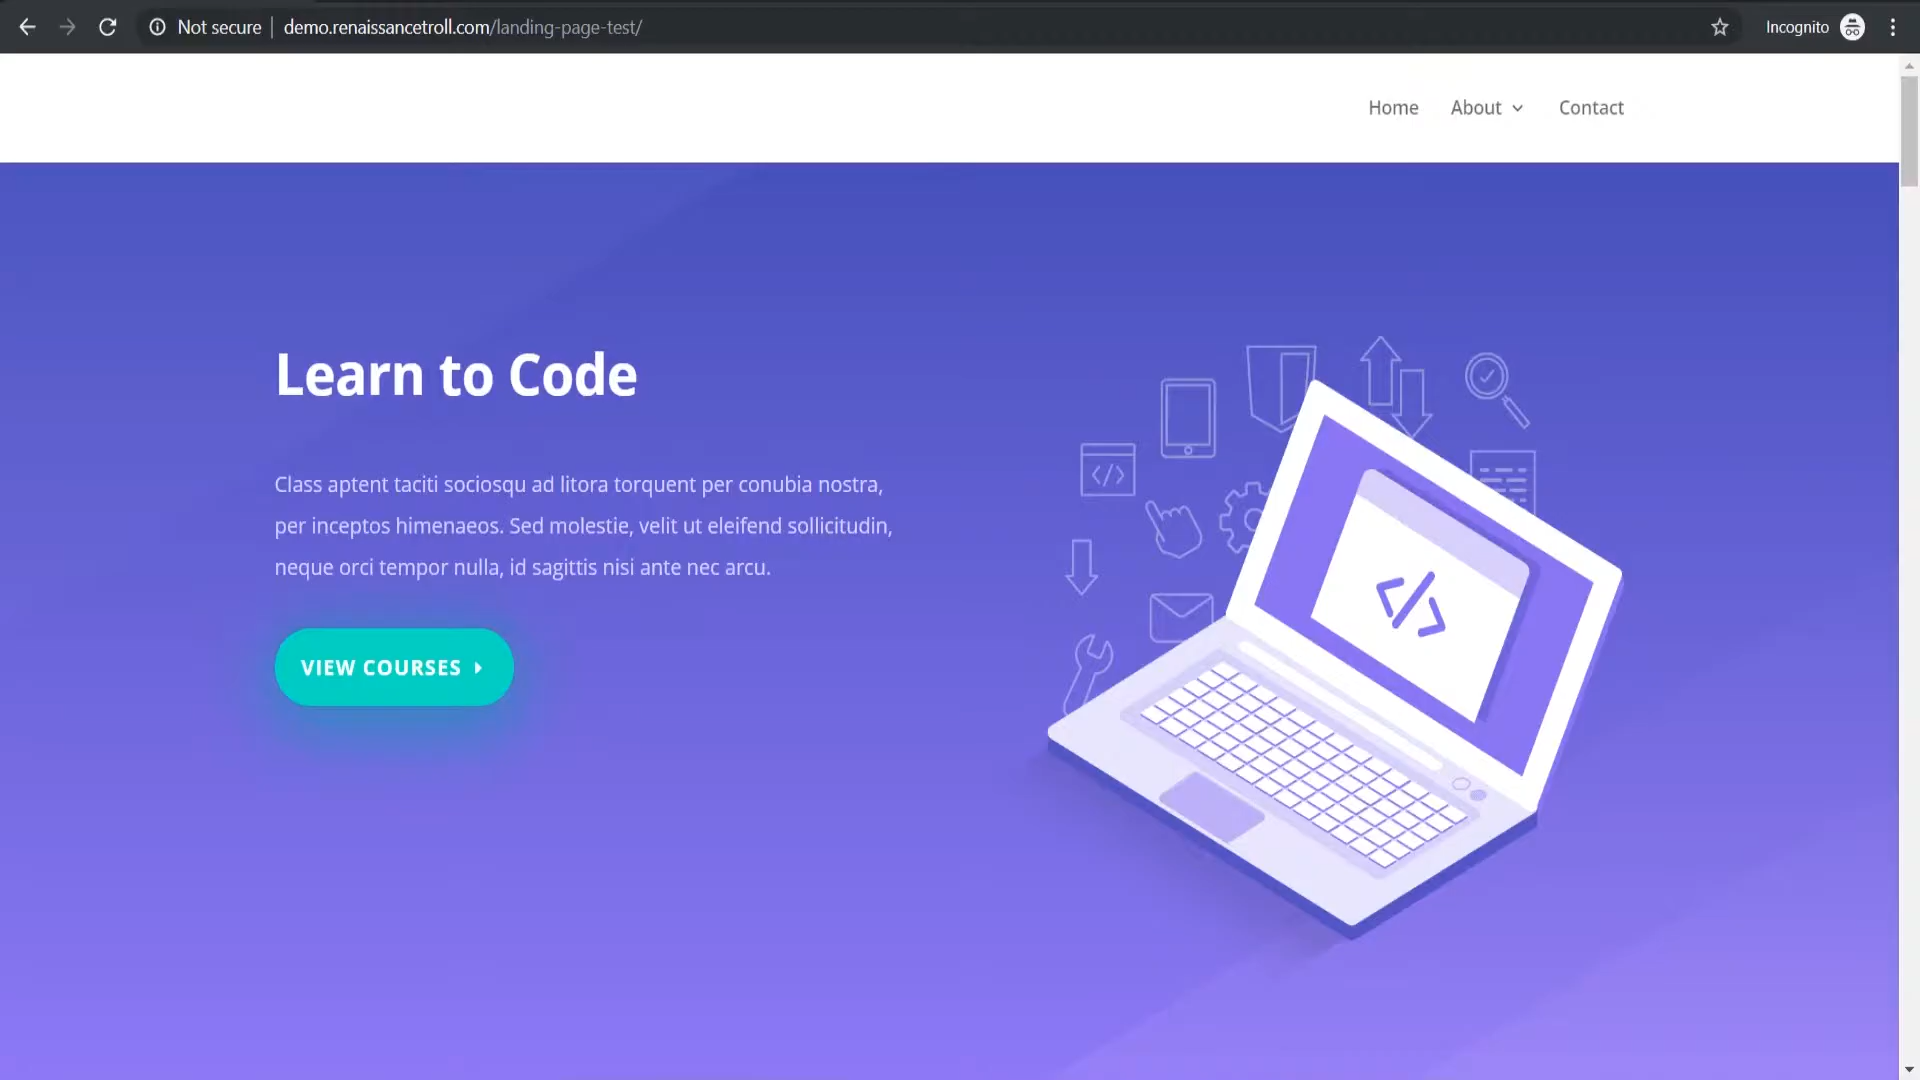 Not secure | demo.renaissancetroll.com/landing-page-test/
Incognito
Home
About
Contact
Learn to Code
Class aptent taciti sociosqu ad litora torquent per conubia nostra,
per inceptos himenaeos. Sed molestie, velit ut eleifend sollicitudin,
neque orci tempor nulla, id sagittis nisi ante nec arcu.
VIEW COURSES
</>
</>